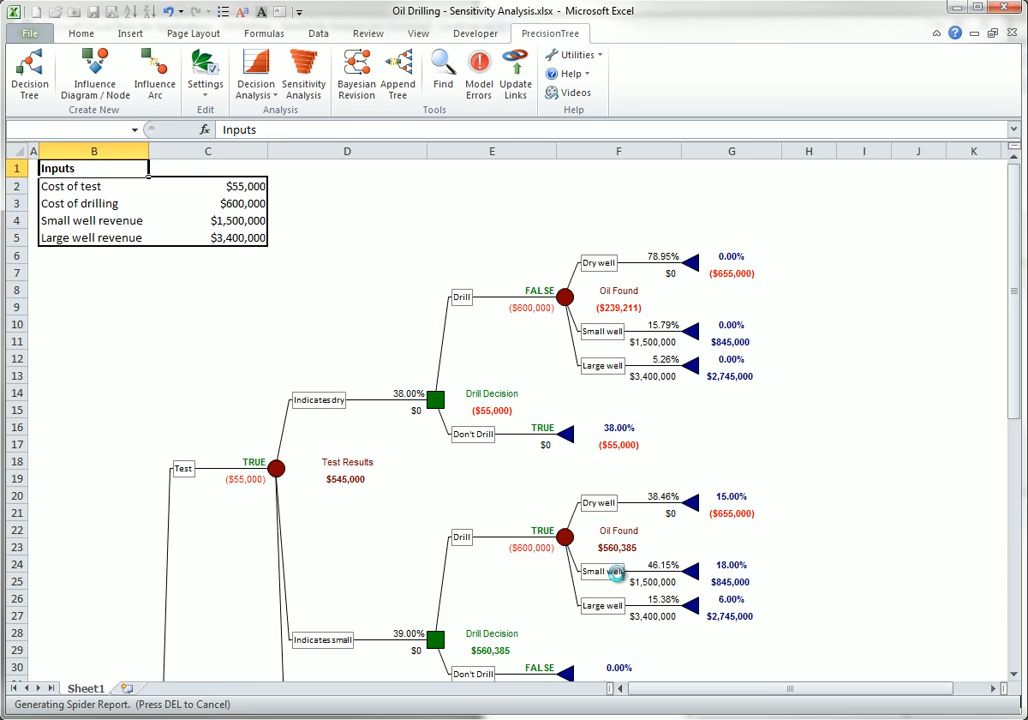 Oil Drilling - Sensitivity Analysis.xlsx - Microsoft Excel
File Home Insert Page Layout Formulas Data Review View Developer PrecisionTree
Decision Tree
Influence Diagram / Node
Influence Arc
Settings
Decision Analysis
Sensitivity Analysis
Bayesian Revision
Append Tree
Find
Model Errors
Update Links
Utilities
Help
Videos
Create New Edit Analysis Tools Help
fx Inputs
A B C D E F G H I J K
1 Inputs
2 Cost of test $55,000
3 Cost of drilling $600,000
4 Small well revenue $1,500,000
5 Large well revenue $3,400,000
6 Dry well 78.95% 0.00%
7 $0 ($655,000)
8 Drill FALSE Oil Found
9 ($600,000) ($239,211)
10 Small well 15.79% 0.00%
11 $1,500,000 $845,000
12 Large well 5.26% 0.00%
13 $3,400,000 $2,745,000
14 Indicates dry 38.00% Drill Decision
15 $0 ($55,000)
16 Don't Drill TRUE 38.00%
17 $0 ($55,000)
18 Test TRUE Test Results
19 ($55,000) $545,000
20 Dry well 38.46% 15.00%
21 $0 ($655,000)
22 Drill TRUE Oil Found
23 ($600,000) $560,385
24 Small well 46.15% 18.00%
25 $1,500,000 $845,000
26 Large well 15.38% 6.00%
27 $3,400,000 $2,745,000
28 Indicates small 39.00% Drill Decision
29 $0 $560,385
30 Don't Drill FALSE 0.00%
Sheet1
Generating Spider Report. (Press DEL to Cancel)